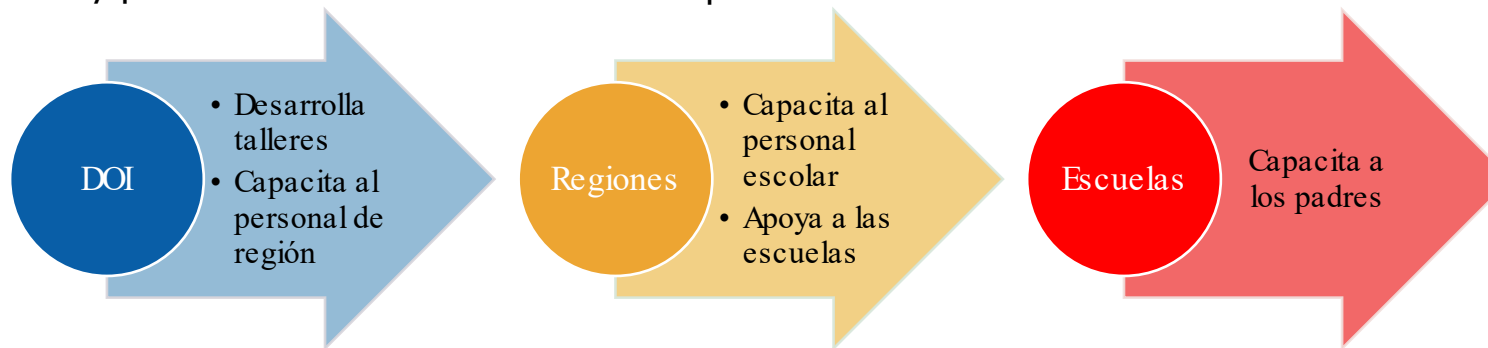 DOI
• Desarrolla
talleres
• Capacita al
personal de
región
Regiones
• Capacita al
personal
escolar
• Apoya a las
escuelas
Escuelas
Capacita a
los padres